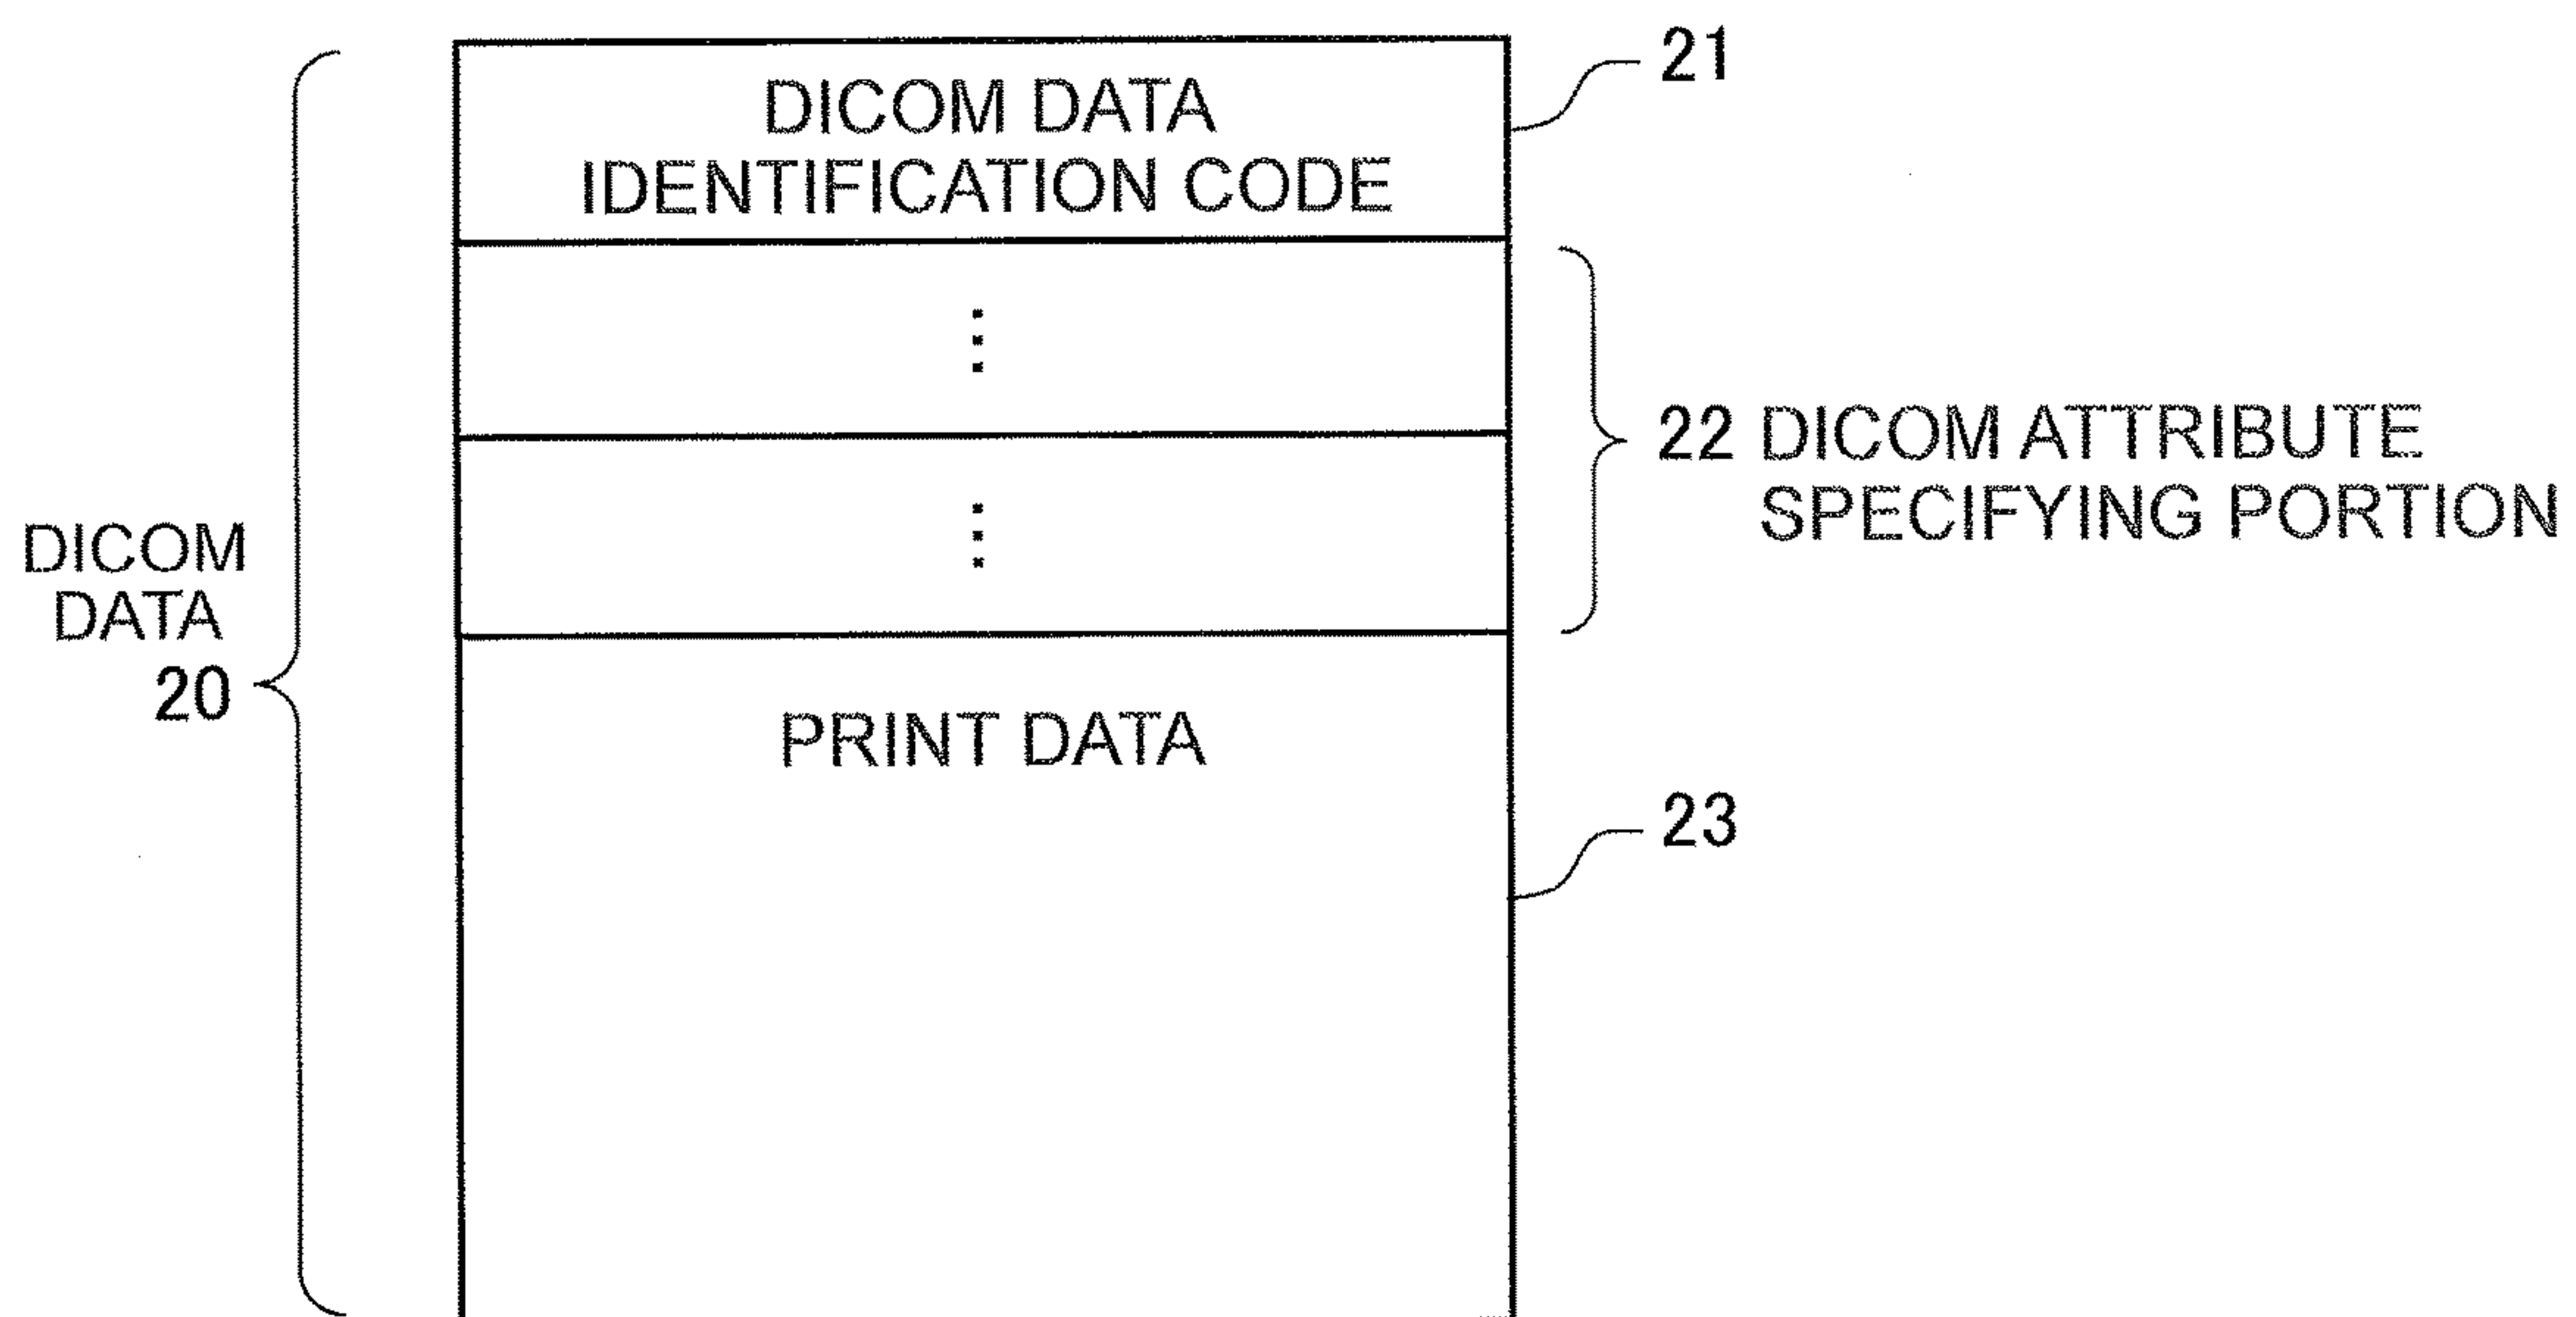 DICOM DATA
IDENTIFICATION CODE
21
22 DICOM ATTRIBUTE
SPECIFYING PORTION
DICOM
DATA
20
PRINT DATA
23